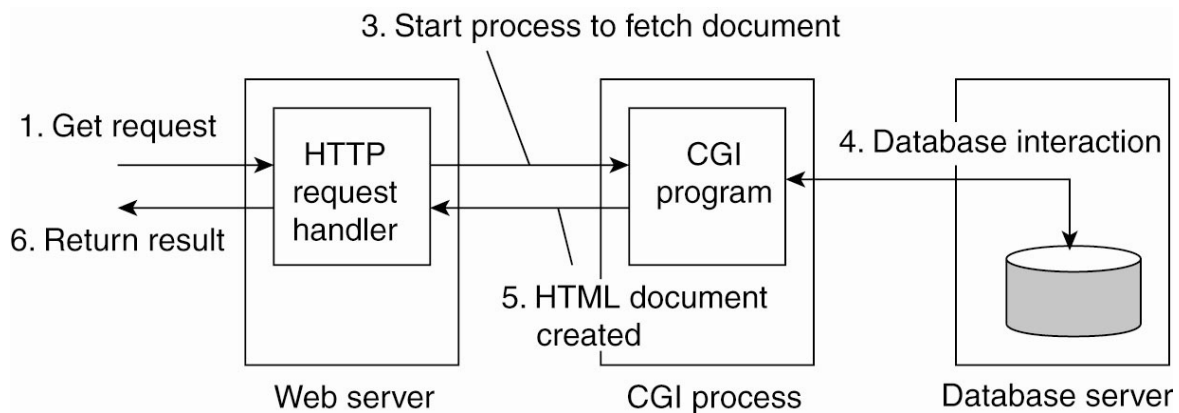 3. Start process to fetch document
1. Get request
HTTP
request
handler
CGI
program
4. Database interaction
6. Return result
5. HTML document
created
Web server
CGI process
Database server